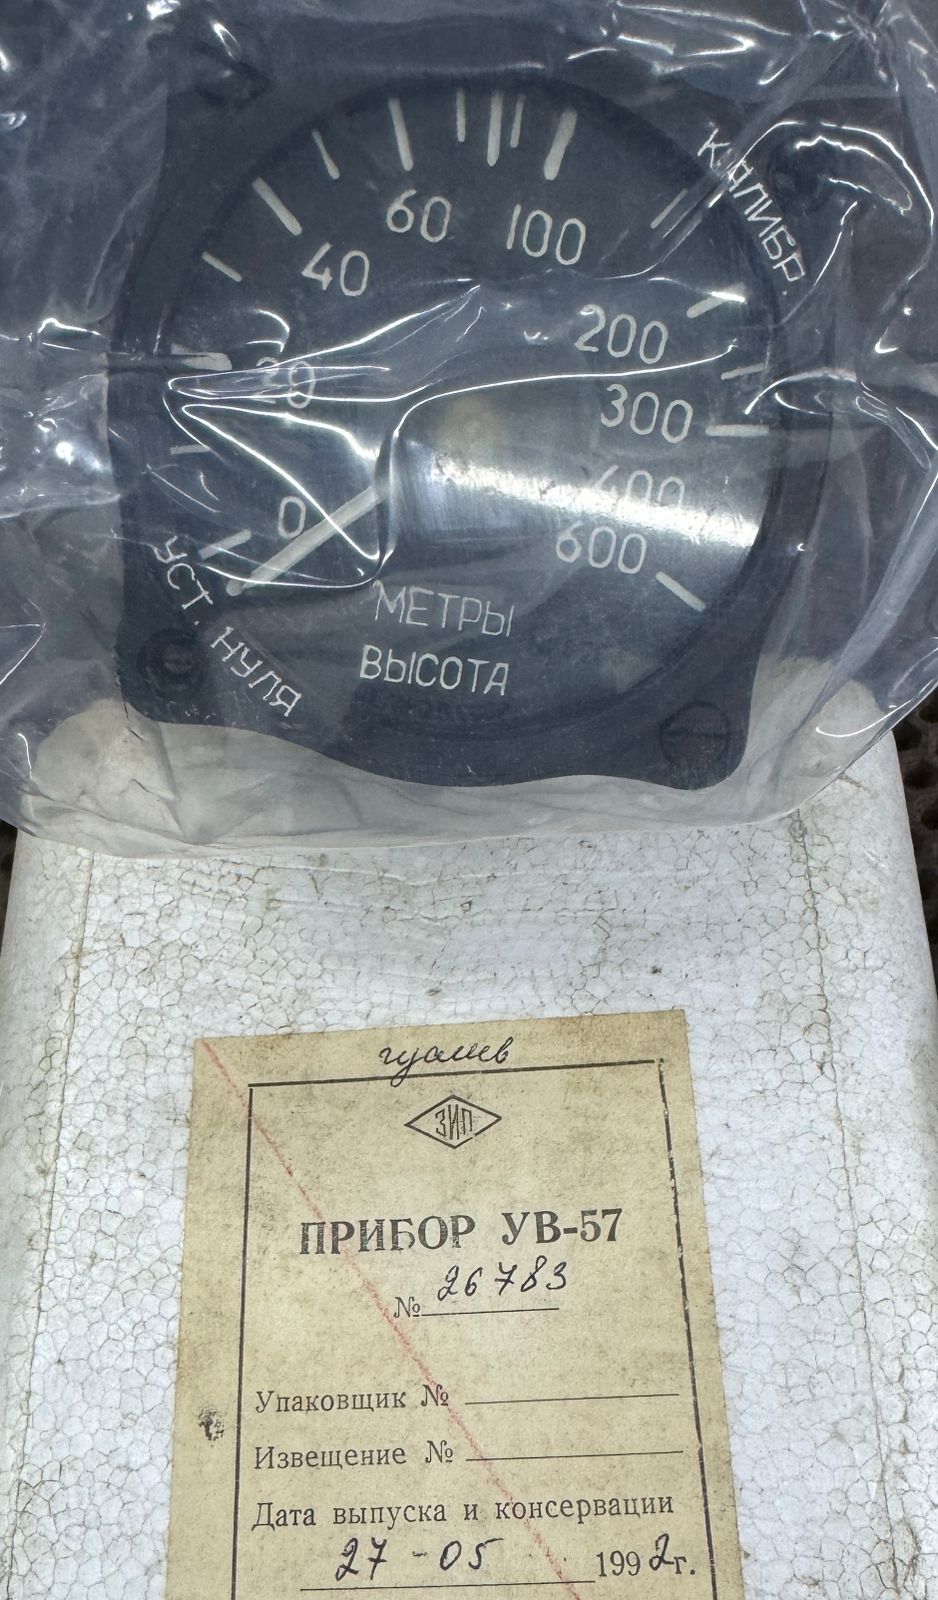 КАЛИБР.
60
100
40
200
20
300
400
0
600
УСТ. НУЛЯ
МЕТРЫ
ВЫСОТА
ЗИП
ПРИБОР УВ-57
№ 26783
Упаковщик №
Извещение №
Дата выпуска и консервации
27-05 1992г.